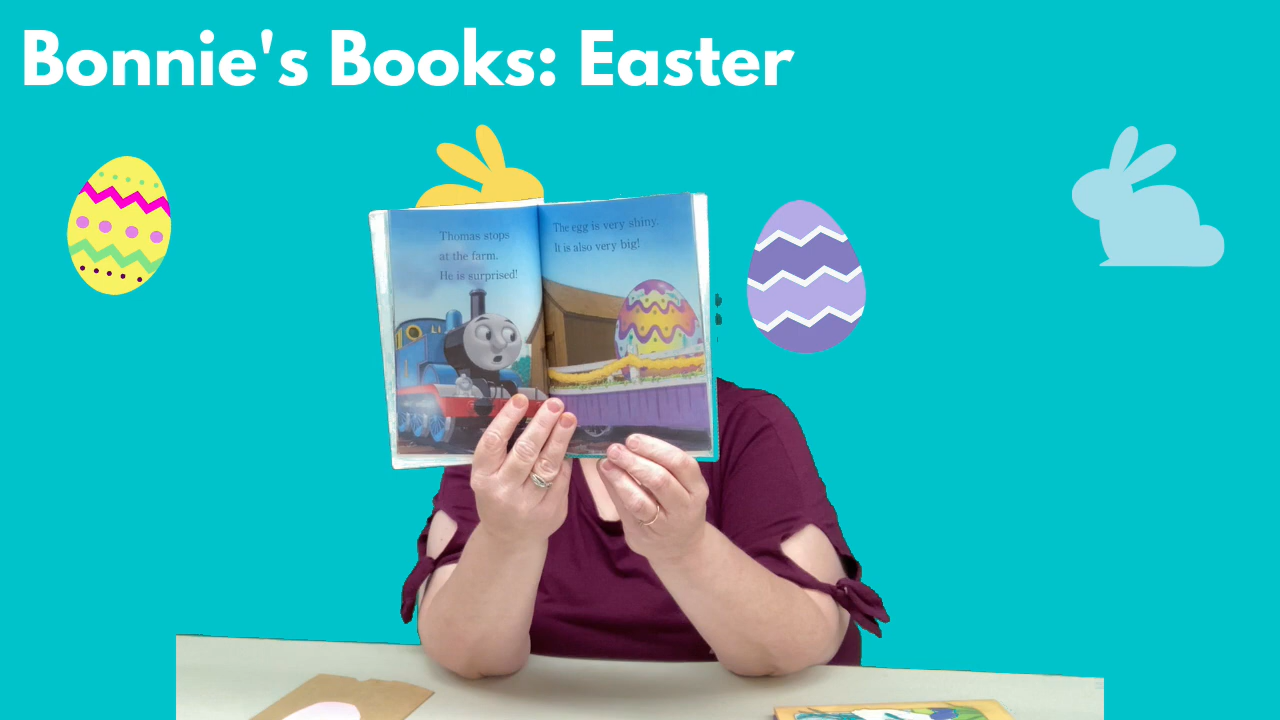 Bonnie's Books: Easter
Thomas stops
at the farm.
He is surprised!
The egg is very shiny.
It is also very big!